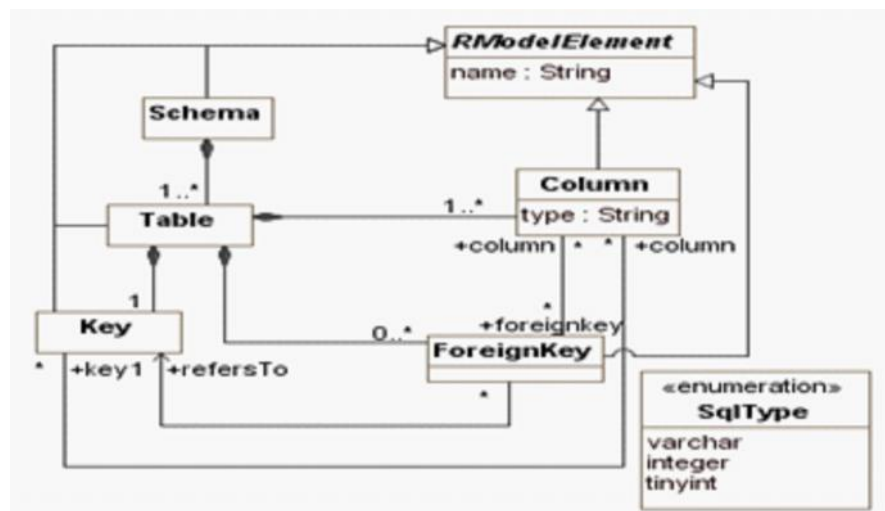 RModelElement
name : String
Schema
1..*
Table
1..*
Column
type : String
+column * * +column
1
Key
0..*
*
+foreignkey
ForeignKey
* +key1 +refersTo
*
«enumeration»
SqlType
varchar
integer
tinyint